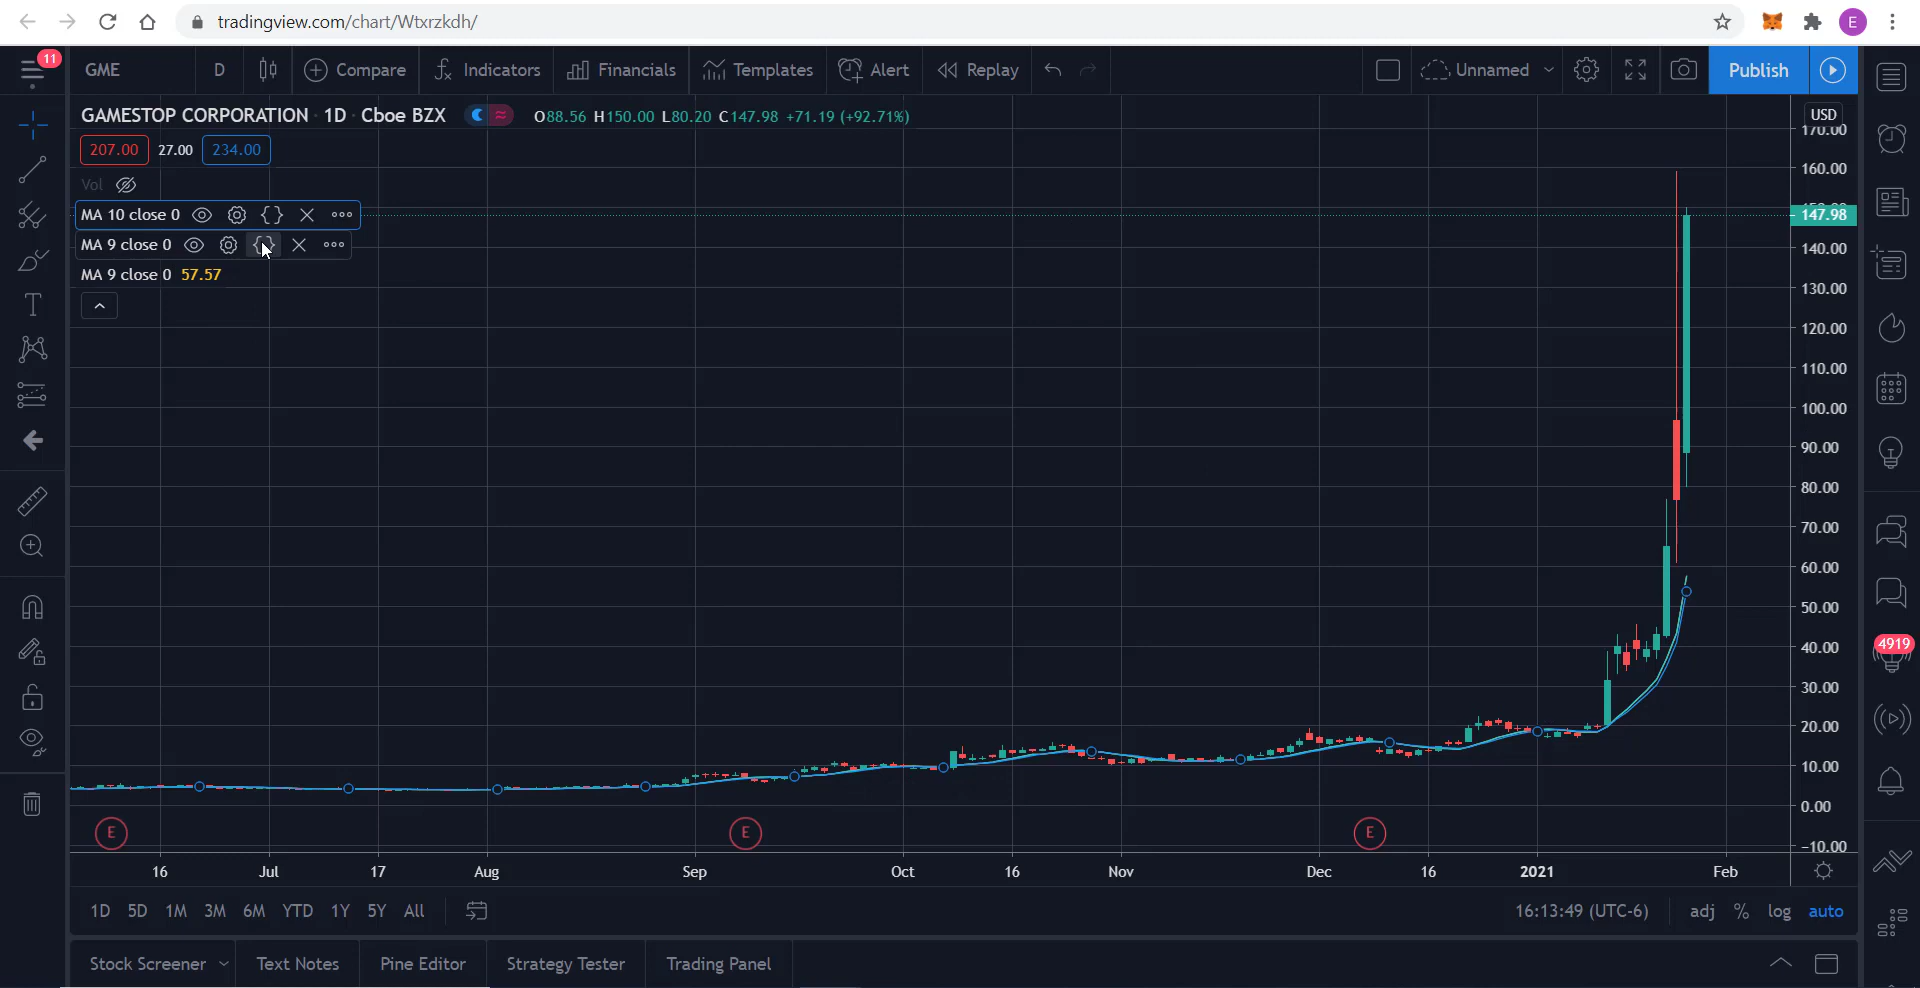 tradingview.com/chart/Wtxrzkdh/
E
11
GME D Compare Indicators Financials Templates Alert Replay Unnamed Publish
GAMESTOP CORPORATION · 1D · Cboe BZX O88.56 H150.00 L80.20 C147.98 +71.19 (+92.71%)
USD
207.00 27.00 234.00
Vol
MA 10 close 0
MA 9 close 0
MA 9 close 0 57.57
170.00
160.00
147.98
140.00
130.00
120.00
110.00
100.00
90.00
80.00
70.00
60.00
50.00
40.00
30.00
20.00
10.00
0.00
-10.00
4919
E E E
16 Jul 17 Aug Sep Oct 16 Nov Dec 16 2021 Feb
1D 5D 1M 3M 6M YTD 1Y 5Y All 16:13:49 (UTC-6) adj % log auto
Stock Screener Text Notes Pine Editor Strategy Tester Trading Panel